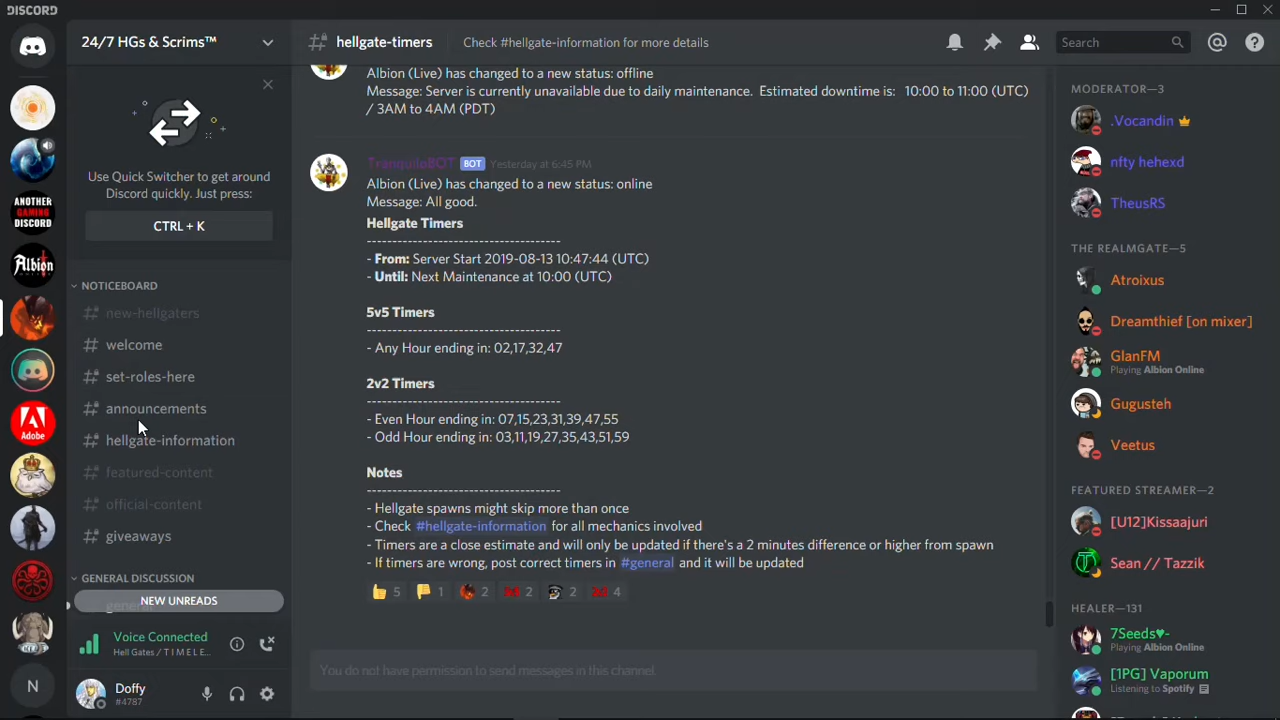 DISCORD
24/7 HGs & Scrims™
hellgate-timers
Check #hellgate-information for more details
Search
Use Quick Switcher to get around
Discord quickly. Just press:
CTRL + K
ANOTHER
GAMING
DISCORD
Albion
Adobe
N
NOTICEBOARD
new-hellgaters
welcome
set-roles-here
announcements
hellgate-information
featured-content
official-content
giveaways
GENERAL DISCUSSION
general
NEW UNREADS
Voice Connected
Hell Gates / T I M E L E...
Doffy
#4787
Albion (Live) has changed to a new status: offline
Message: Server is currently unavailable due to daily maintenance.  Estimated downtime is:   10:00 to 11:00 (UTC)
/ 3AM to 4AM (PDT)
TranquiloBOT BOT Yesterday at 6:45 PM
Albion (Live) has changed to a new status: online
Message: All good.
Hellgate Timers
-------------------------------------
- From: Server Start 2019-08-13 10:47:44 (UTC)
- Until: Next Maintenance at 10:00 (UTC)
5v5 Timers
-------------------------------------
- Any Hour ending in: 02,17,32,47
2v2 Timers
-------------------------------------
- Even Hour ending in: 07,15,23,31,39,47,55
- Odd Hour ending in: 03,11,19,27,35,43,51,59
Notes
-------------------------------------
- Hellgate spawns might skip more than once
- Check #hellgate-information for all mechanics involved
- Timers are a close estimate and will only be updated if there's a 2 minutes difference or higher from spawn
- If timers are wrong, post correct timers in #general and it will be updated
5 1 2 2 2 4
You do not have permission to send messages in this channel.
MODERATOR—3
.Vocandin
nfty hehexd
TheusRS
THE REALMGATE—5
Atroixus
Dreamthief [on mixer]
GlanFM
Playing Albion Online
Gugusteh
Veetus
FEATURED STREAMER—2
[U12]Kissaajuri
Sean // Tazzik
HEALER—131
7Seeds♥-
Playing Albion Online
[1PG] Vaporum
Listening to Spotify